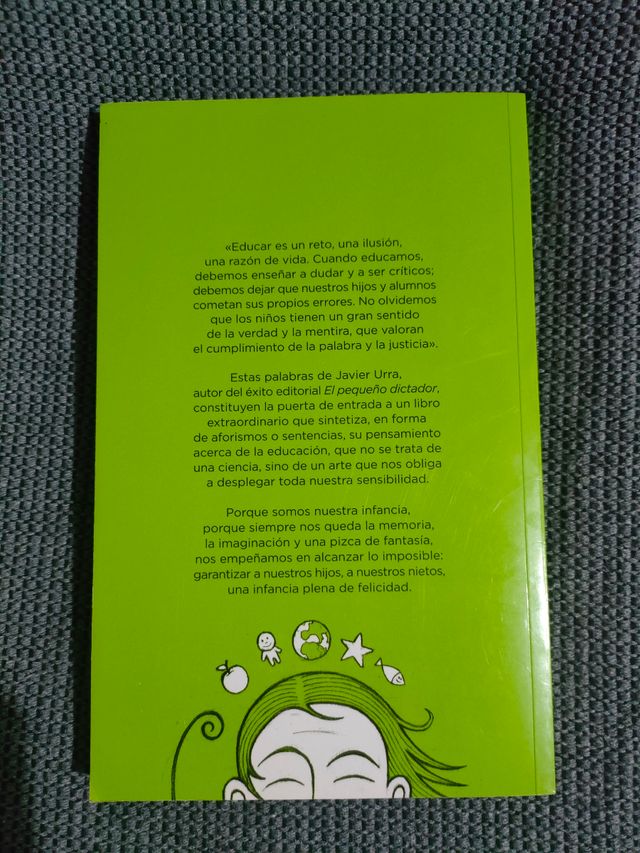 «Educar es un reto, una ilusión,
una razón de vida. Cuando educamos,
debemos enseñar a dudar y a ser críticos;
debemos dejar que nuestros hijos y alumnos
cometan sus propios errores. No olvidemos
que los niños tienen un gran sentido
de la verdad y la mentira, que valoran
el cumplimiento de la palabra y la justicia».
Estas palabras de Javier Urra,
autor del éxito editorial El pequeño dictador,
constituyen la puerta de entrada a un libro
extraordinario que sintetiza, en forma
de aforismos o sentencias, su pensamiento
acerca de la educación, que no se trata de
una ciencia, sino de un arte que nos obliga
a desplegar toda nuestra sensibilidad.
Porque somos nuestra infancia,
porque siempre nos queda la memoria,
la imaginación y una pizca de fantasía,
nos empeñamos en alcanzar lo imposible:
garantizar a nuestros hijos, a nuestros nietos,
una infancia plena de felicidad.